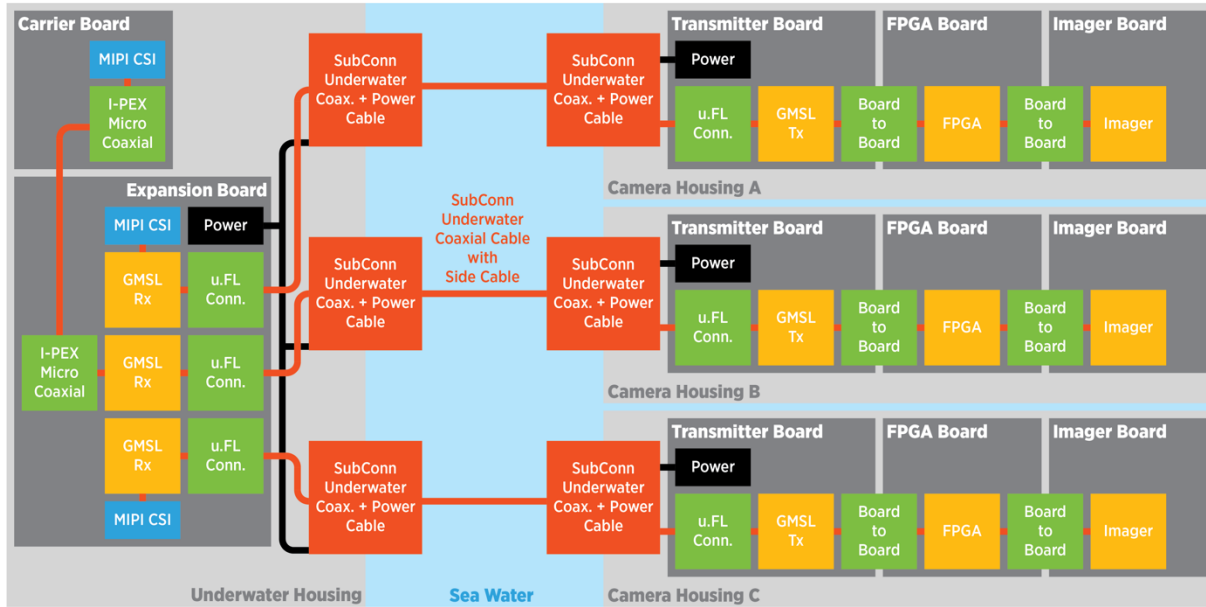 Carrier Board
MIPI CSI
I-PEX
Micro
Coaxial
Expansion Board
MIPI CSI
Power
GMSL
Rx
u.FL
Conn.
I-PEX
Micro
Coaxial
GMSL
Rx
u.FL
Conn.
GMSL
Rx
u.FL
Conn.
MIPI CSI
Underwater Housing
SubConn
Underwater
Coax. + Power
Cable
SubConn
Underwater
Coax. + Power
Cable
SubConn
Underwater
Coax. + Power
Cable
SubConn
Underwater
Coaxial Cable
with
Side Cable
Sea Water
SubConn
Underwater
Coax. + Power
Cable
Transmitter Board
Power
u.FL
Conn.
GMSL
Tx
Board
to
Board
FPGA Board
FPGA
Board
to
Board
Imager Board
Imager
Camera Housing A
SubConn
Underwater
Coax. + Power
Cable
Transmitter Board
Power
u.FL
Conn.
GMSL
Tx
Board
to
Board
FPGA Board
FPGA
Board
to
Board
Imager Board
Imager
Camera Housing B
SubConn
Underwater
Coax. + Power
Cable
Transmitter Board
Power
u.FL
Conn.
GMSL
Tx
Board
to
Board
FPGA Board
FPGA
Board
to
Board
Imager Board
Imager
Camera Housing C